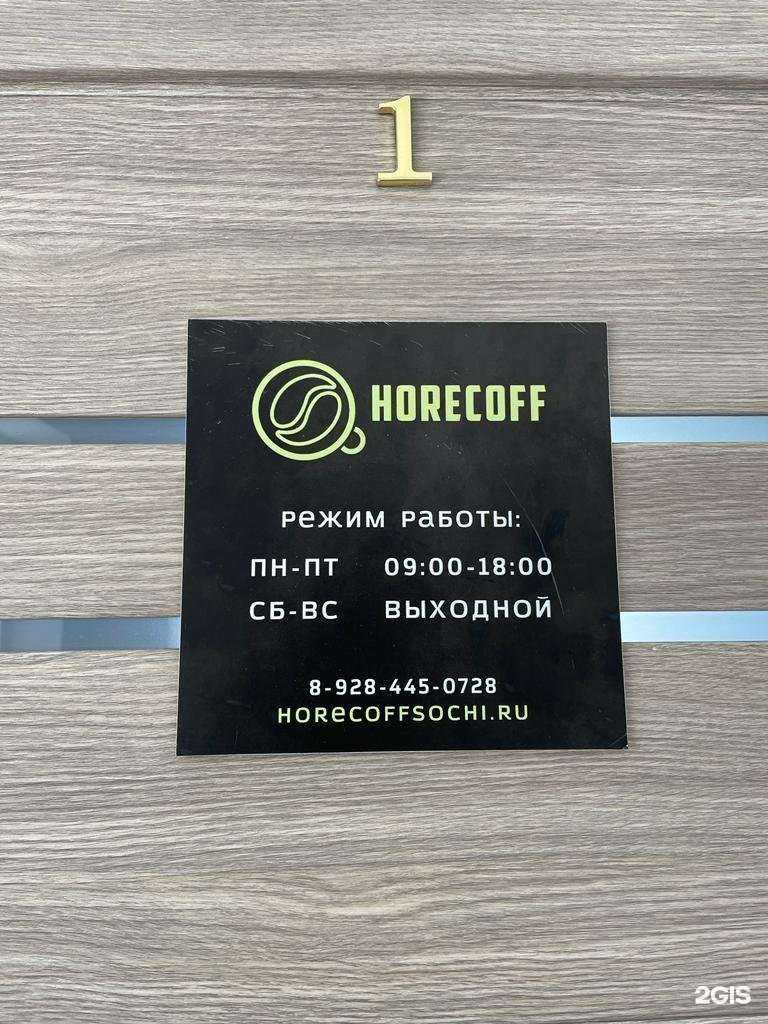 1
HORECOFF
Режим работы:
ПН-ПТ 09:00-18:00
СБ-ВС ВЫХОДНОЙ
8-928-445-0728
HORECOFFSOCHI.RU
2GIS